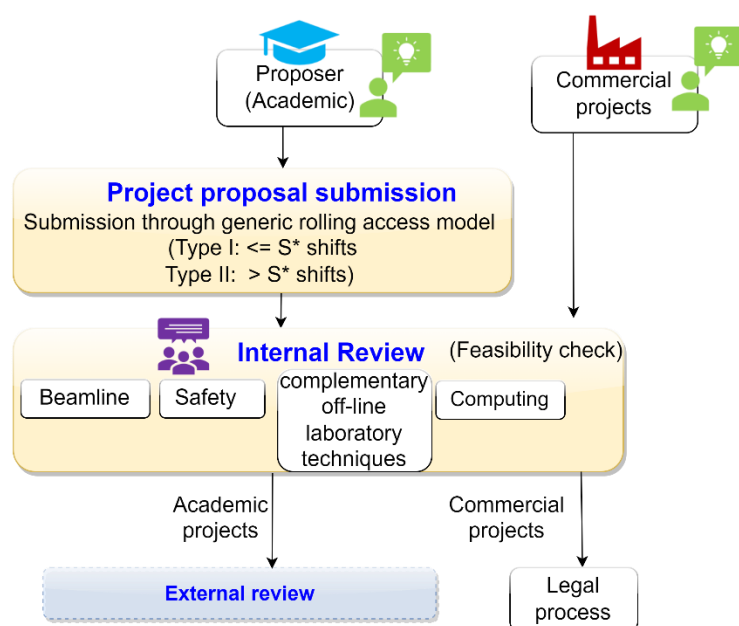 Proposer
(Academic)
Commercial
projects
Project proposal submission
Submission through generic rolling access model
(Type I: <= S* shifts
Type II:  > S* shifts)
Internal Review
(Feasibility check)
Beamline
Safety
complementary
off-line
laboratory
techniques
Computing
Academic
projects
Commercial
projects
External review
Legal
process